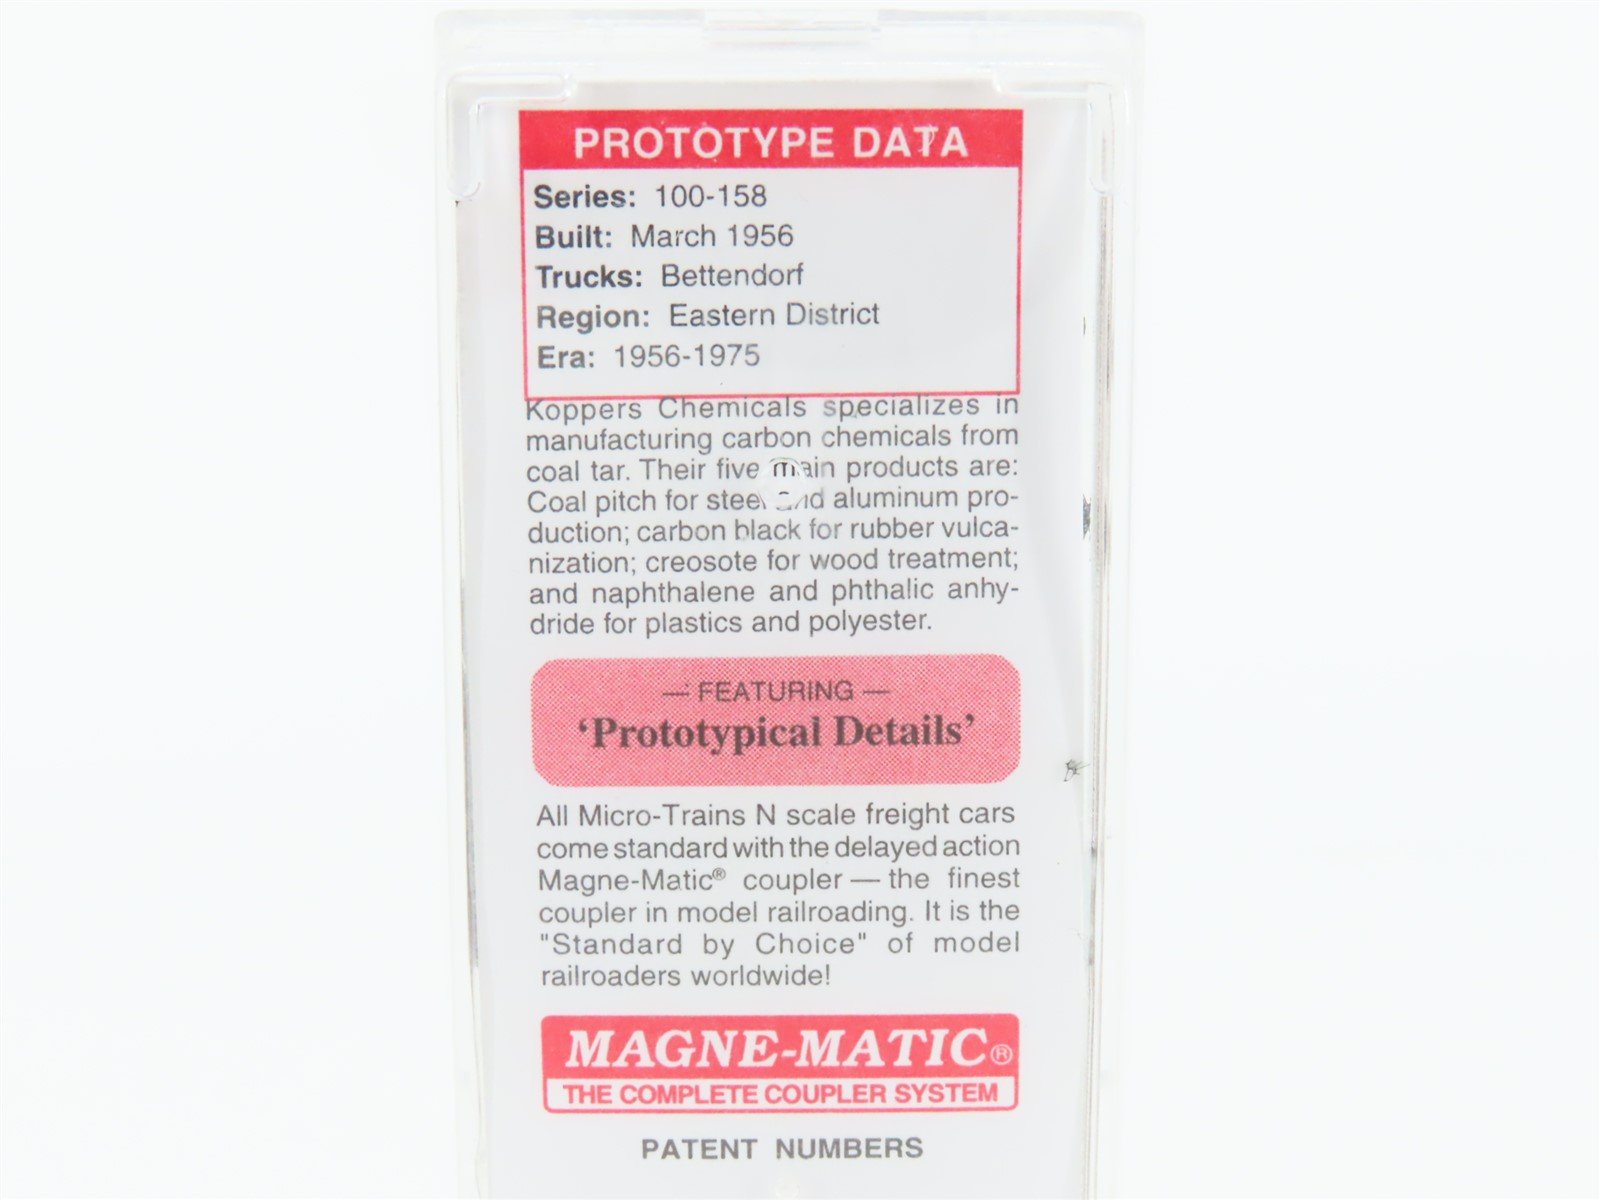 PROTOTYPE DATA
Series: 100-158
Built: March 1956
Trucks: Bettendorf
Region: Eastern District
Era: 1956-1975
Koppers Chemicals specializes in
manufacturing carbon chemicals from
coal tar. Their five main products are:
Coal pitch for steel and aluminum pro-
duction; carbon black for rubber vulca-
nization; creosote for wood treatment;
and naphthalene and phthalic anhy-
dride for plastics and polyester.
— FEATURING —
‘Prototypical Details’
All Micro-Trains N scale freight cars
come standard with the delayed action
Magne-Matic® coupler — the finest
coupler in model railroading. It is the
"Standard by Choice" of model
railroaders worldwide!
MAGNE-MATIC®
THE COMPLETE COUPLER SYSTEM
PATENT NUMBERS